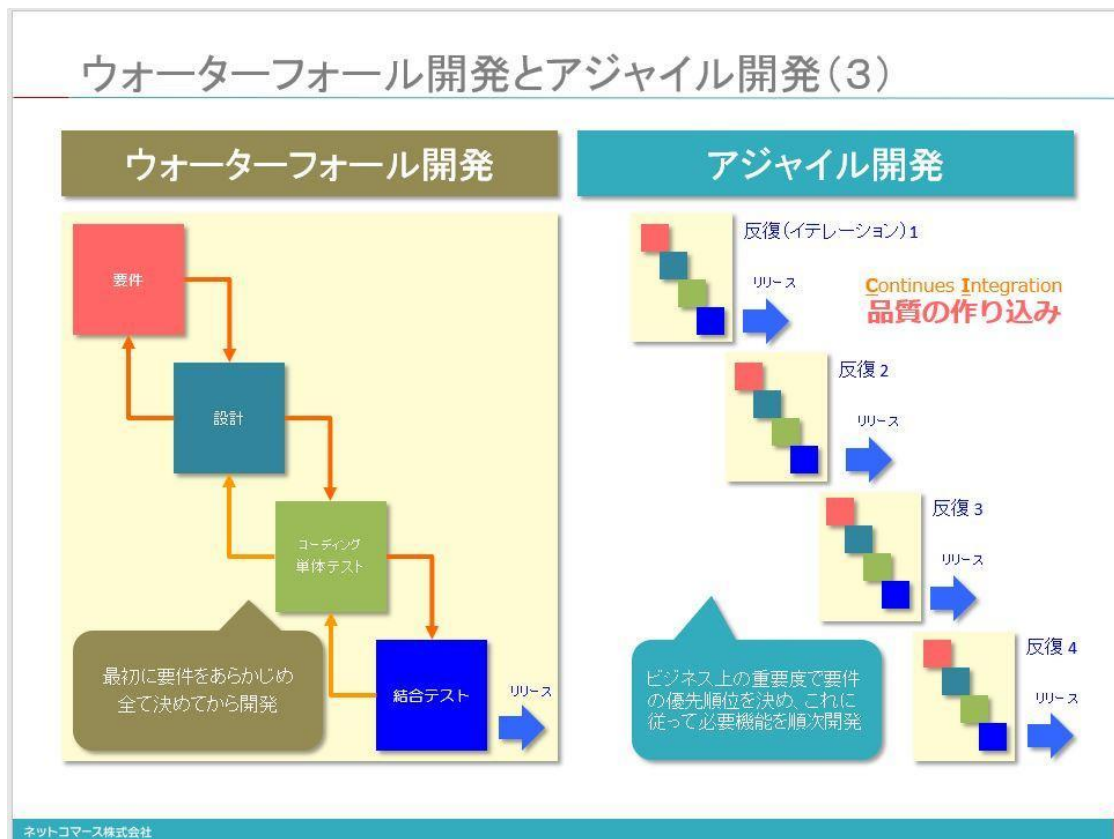 ウォーターフォール開発とアジャイル開発(３)
ウォーターフォール開発
要件
設計
コーディング
単体テスト
結合テスト
リリース
最初に要件をあらかじめ
全て決めてから開発
アジャイル開発
反復(イテレーション) 1
リリース
Continues Integration
品質の作り込み
反復 2
リリース
反復 3
リリース
反復 4
リリース
ビジネス上の重要度で要件
の優先順位を決め、これに
従って必要機能を順次開発
ネットコマース株式会社